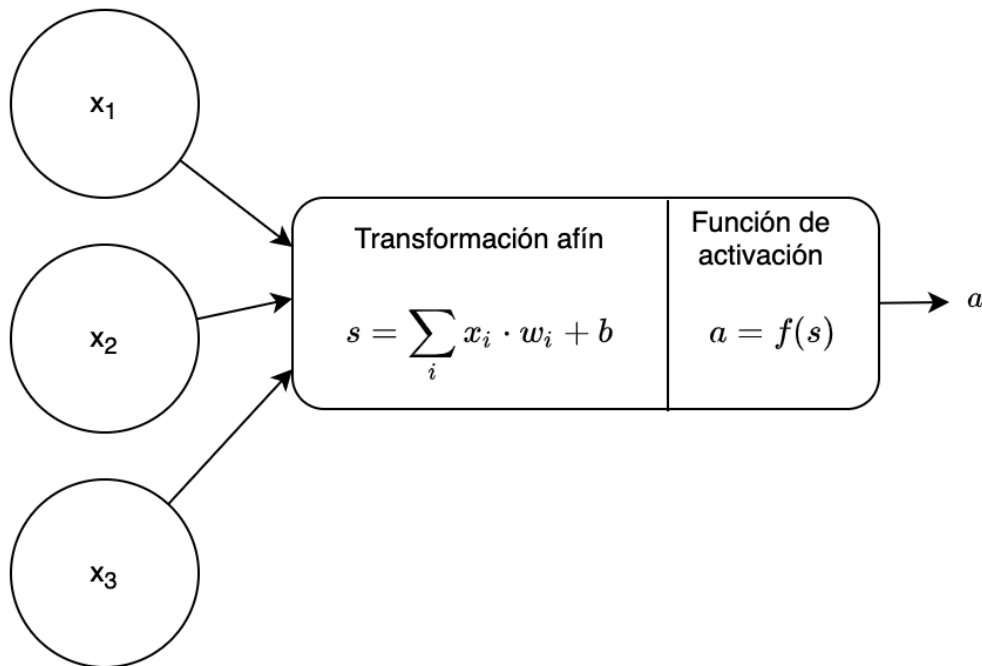 x₁
x₂
x₃
Transformación afín
s = ∑ᵢ xᵢ · wᵢ + b
Función de
activación
a = f(s)
a